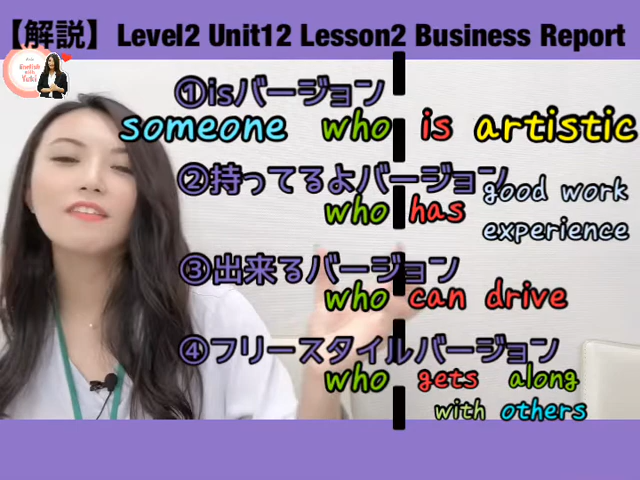 【解説】Level2 Unit12 Lesson2 Business Report
English
with
Yuki
①isバージョン
someone who is artistic
②持ってるよバージョン
who has good work
experience
③出来るバージョン
who can drive
④フリースタイルバージョン
who gets along
with others